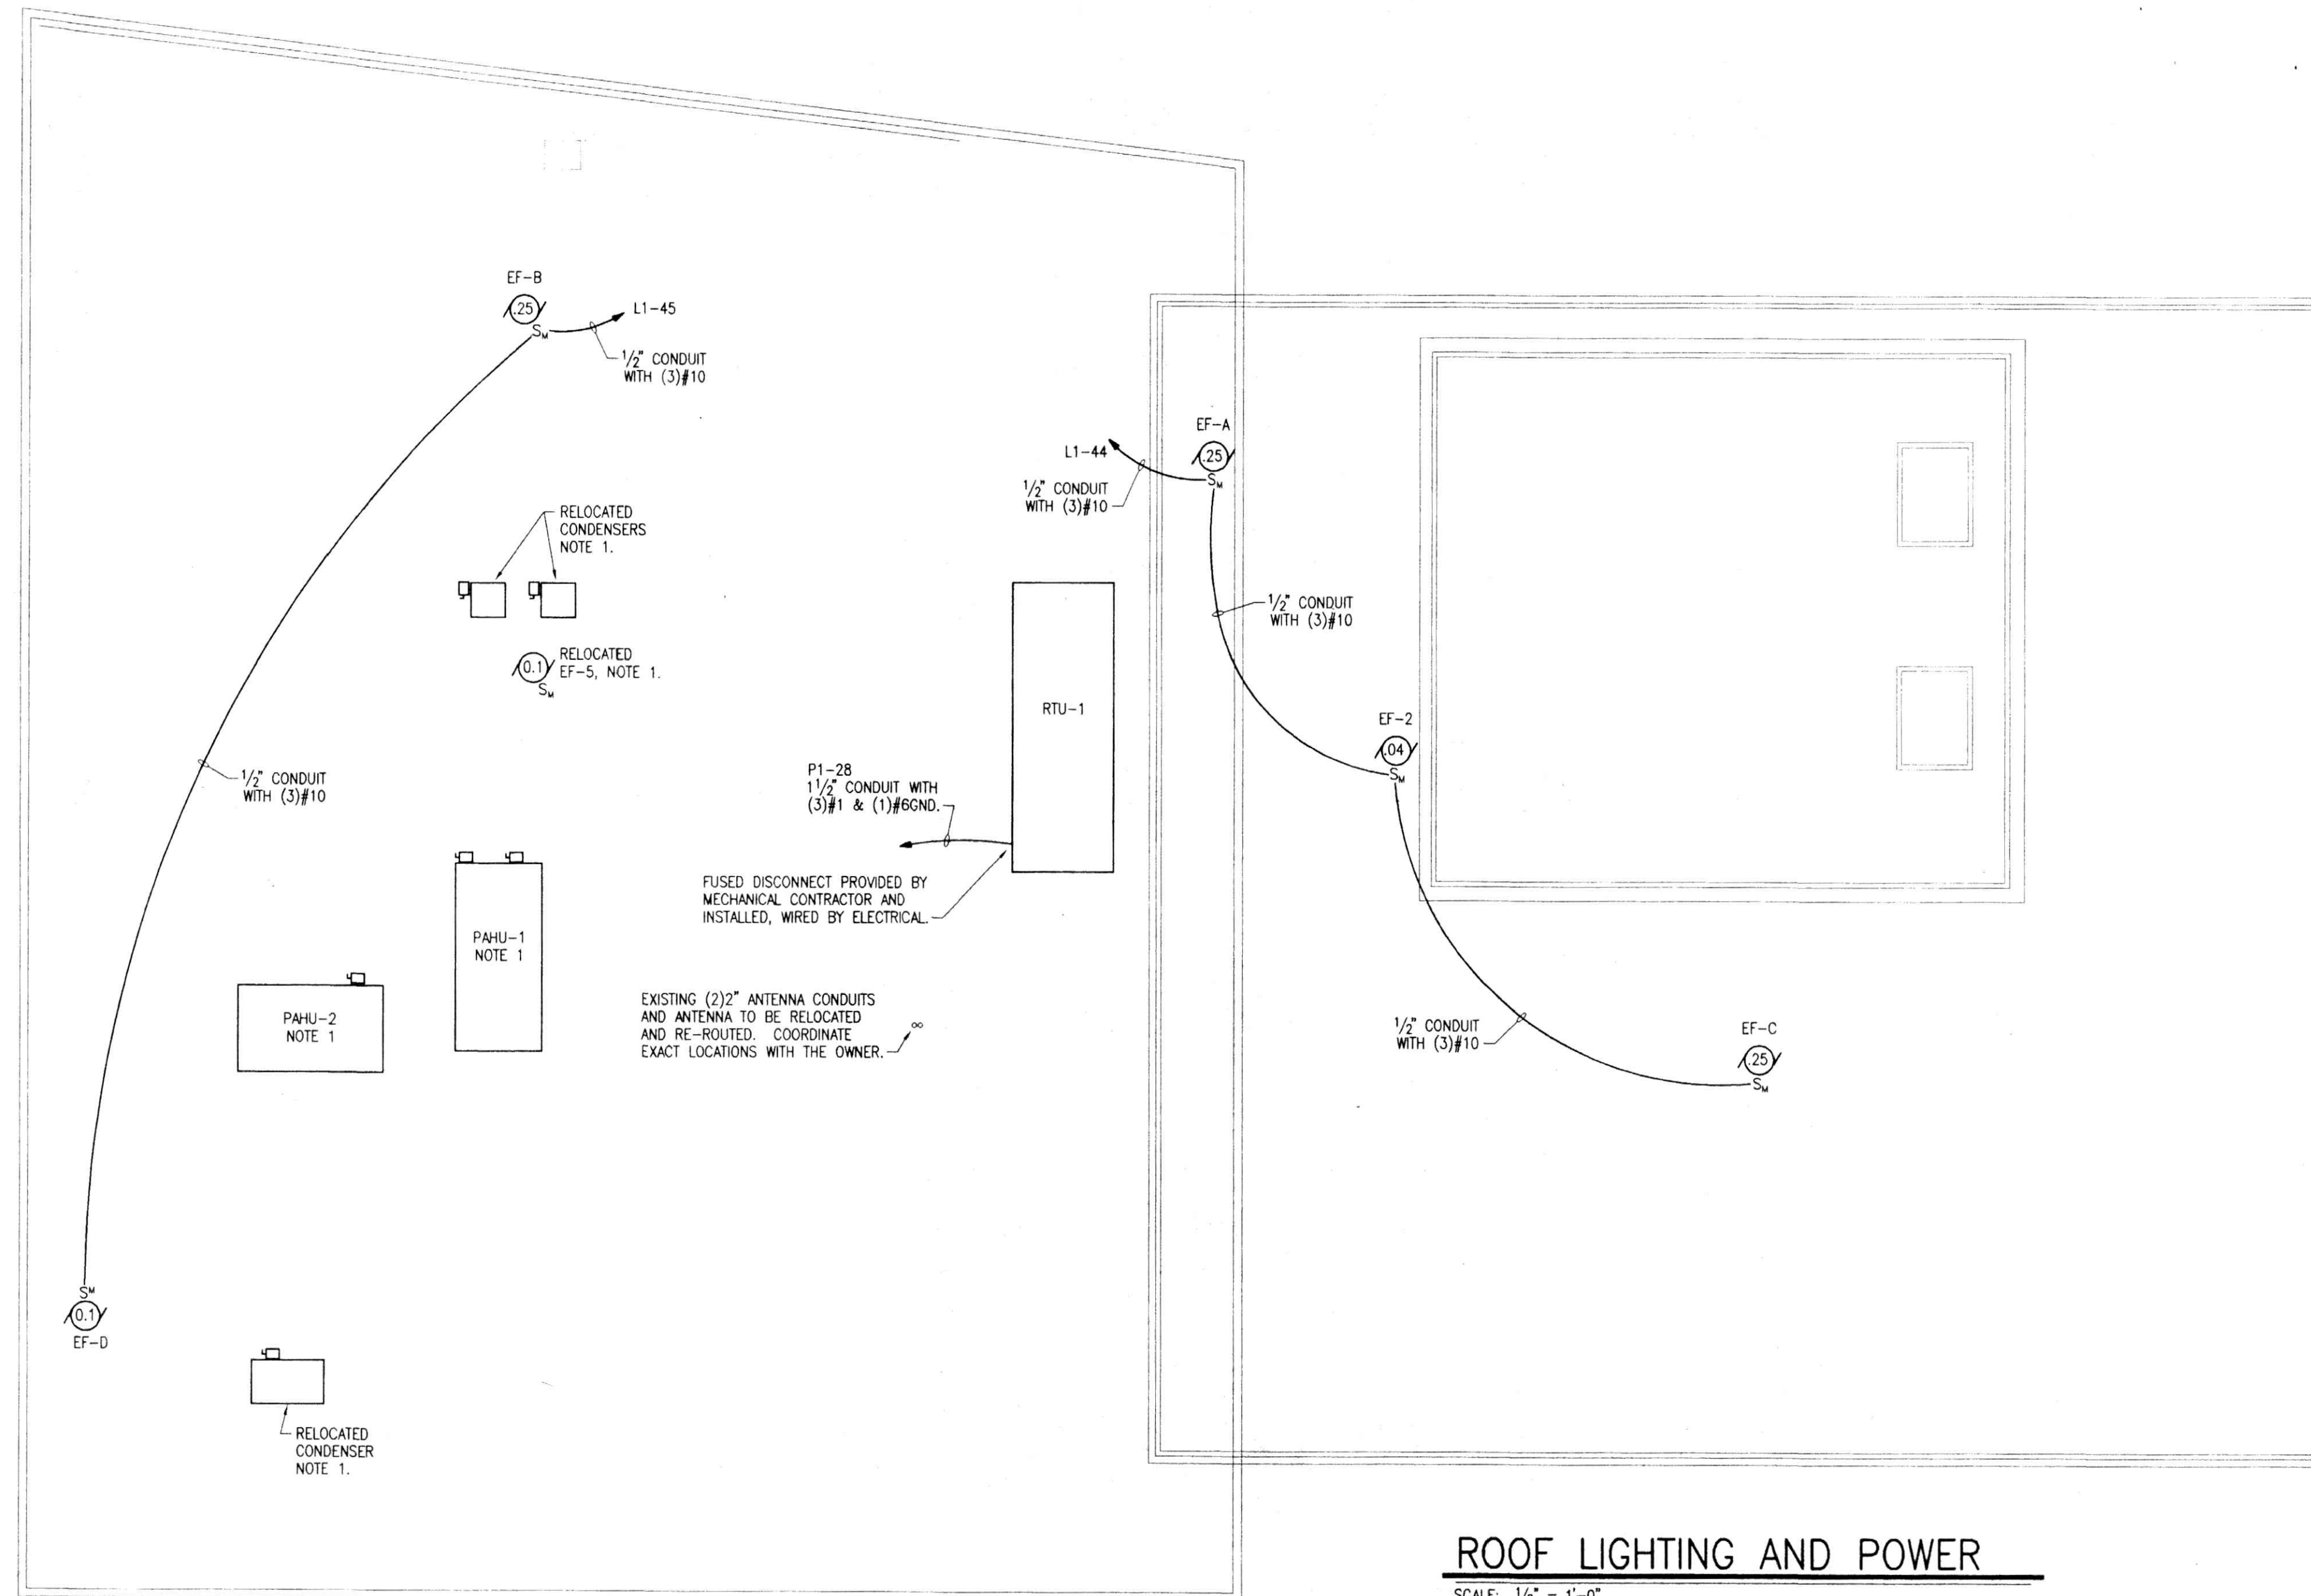 EF-B
.25
SM
L1-45
1/2" CONDUIT
WITH (3)#10
EF-A
.25
SM
L1-44
1/2" CONDUIT
WITH (3)#10
RELOCATED
CONDENSERS
NOTE 1.
1/2" CONDUIT
WITH (3)#10
0.1
SM
RELOCATED
EF-5, NOTE 1.
RTU-1
EF-2
.04
SM
1/2" CONDUIT
WITH (3)#10
P1-28
1 1/2" CONDUIT WITH
(3)#1 & (1)#6GND.
FUSED DISCONNECT PROVIDED BY
MECHANICAL CONTRACTOR AND
INSTALLED, WIRED BY ELECTRICAL.
PAHU-1
NOTE 1
PAHU-2
NOTE 1
EXISTING (2)2" ANTENNA CONDUITS
AND ANTENNA TO BE RELOCATED
AND RE-ROUTED. COORDINATE
EXACT LOCATIONS WITH THE OWNER.
1/2" CONDUIT
WITH (3)#10
EF-C
.25
SM
SM
0.1
EF-D
RELOCATED
CONDENSER
NOTE 1.
ROOF LIGHTING AND POWER
SCALE: = 1'-0"